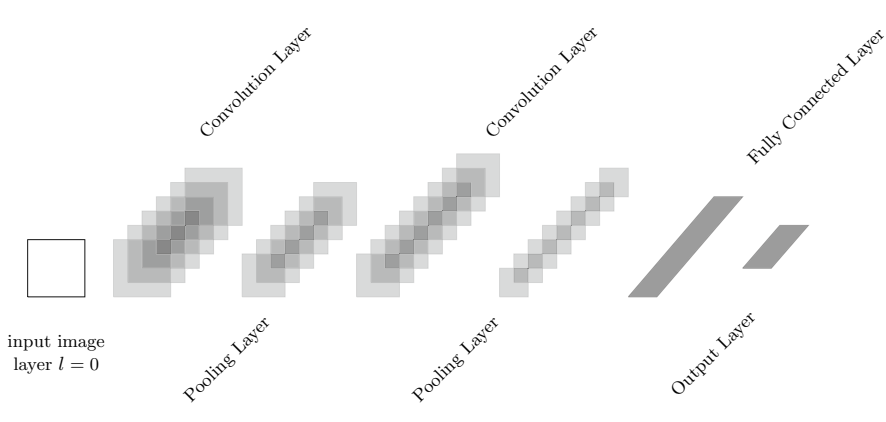 Convolution Layer
Convolution Layer
Fully Connected Layer
input image
layer l = 0
Pooling Layer
Pooling Layer
Output Layer